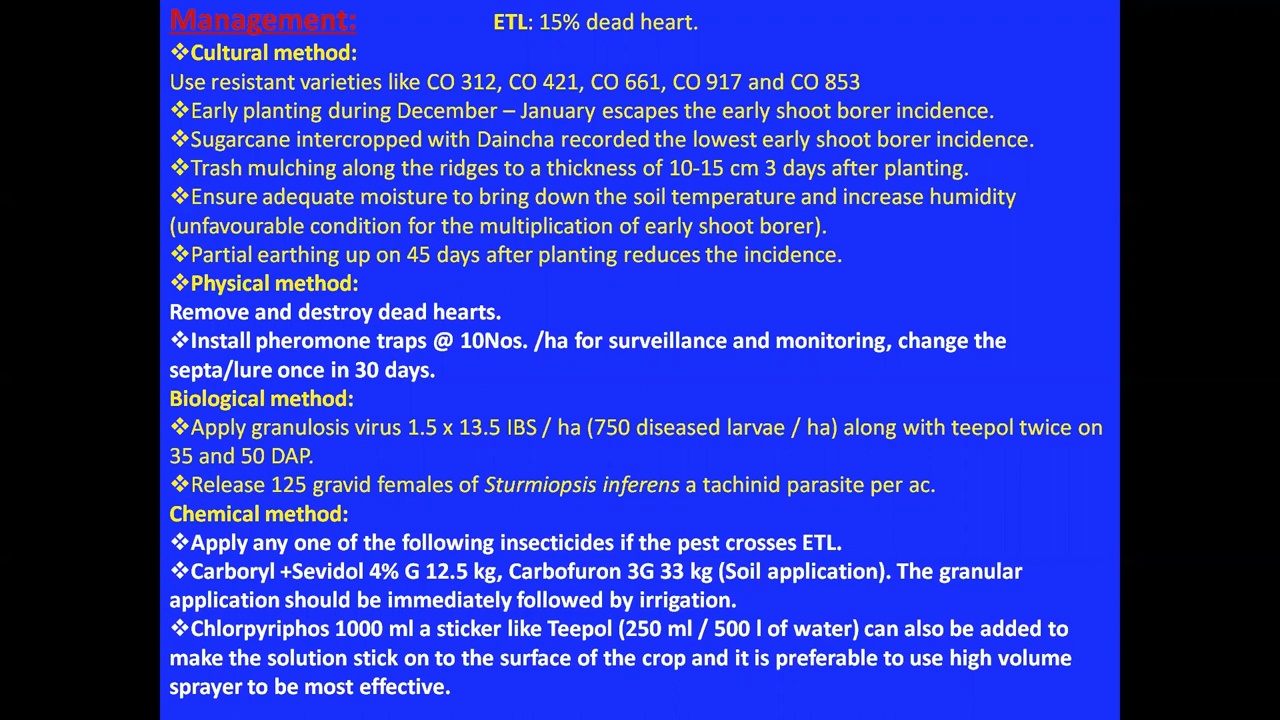 Management: ETL: 15% dead heart.
❖Cultural method:
Use resistant varieties like CO 312, CO 421, CO 661, CO 917 and CO 853
❖Early planting during December – January escapes the early shoot borer incidence.
❖Sugarcane intercropped with Daincha recorded the lowest early shoot borer incidence.
❖Trash mulching along the ridges to a thickness of 10-15 cm 3 days after planting.
❖Ensure adequate moisture to bring down the soil temperature and increase humidity
(unfavourable condition for the multiplication of early shoot borer).
❖Partial earthing up on 45 days after planting reduces the incidence.
❖Physical method:
Remove and destroy dead hearts.
❖Install pheromone traps @ 10Nos. /ha for surveillance and monitoring, change the
septa/lure once in 30 days.
Biological method:
❖Apply granulosis virus 1.5 x 13.5 IBS / ha (750 diseased larvae / ha) along with teepol twice on
35 and 50 DAP.
❖Release 125 gravid females of Sturmiopsis inferens a tachinid parasite per ac.
Chemical method:
❖Apply any one of the following insecticides if the pest crosses ETL.
❖Carboryl +Sevidol 4% G 12.5 kg, Carbofuron 3G 33 kg (Soil application). The granular
application should be immediately followed by irrigation.
❖Chlorpyriphos 1000 ml a sticker like Teepol (250 ml / 500 l of water) can also be added to
make the solution stick on to the surface of the crop and it is preferable to use high volume
sprayer to be most effective.